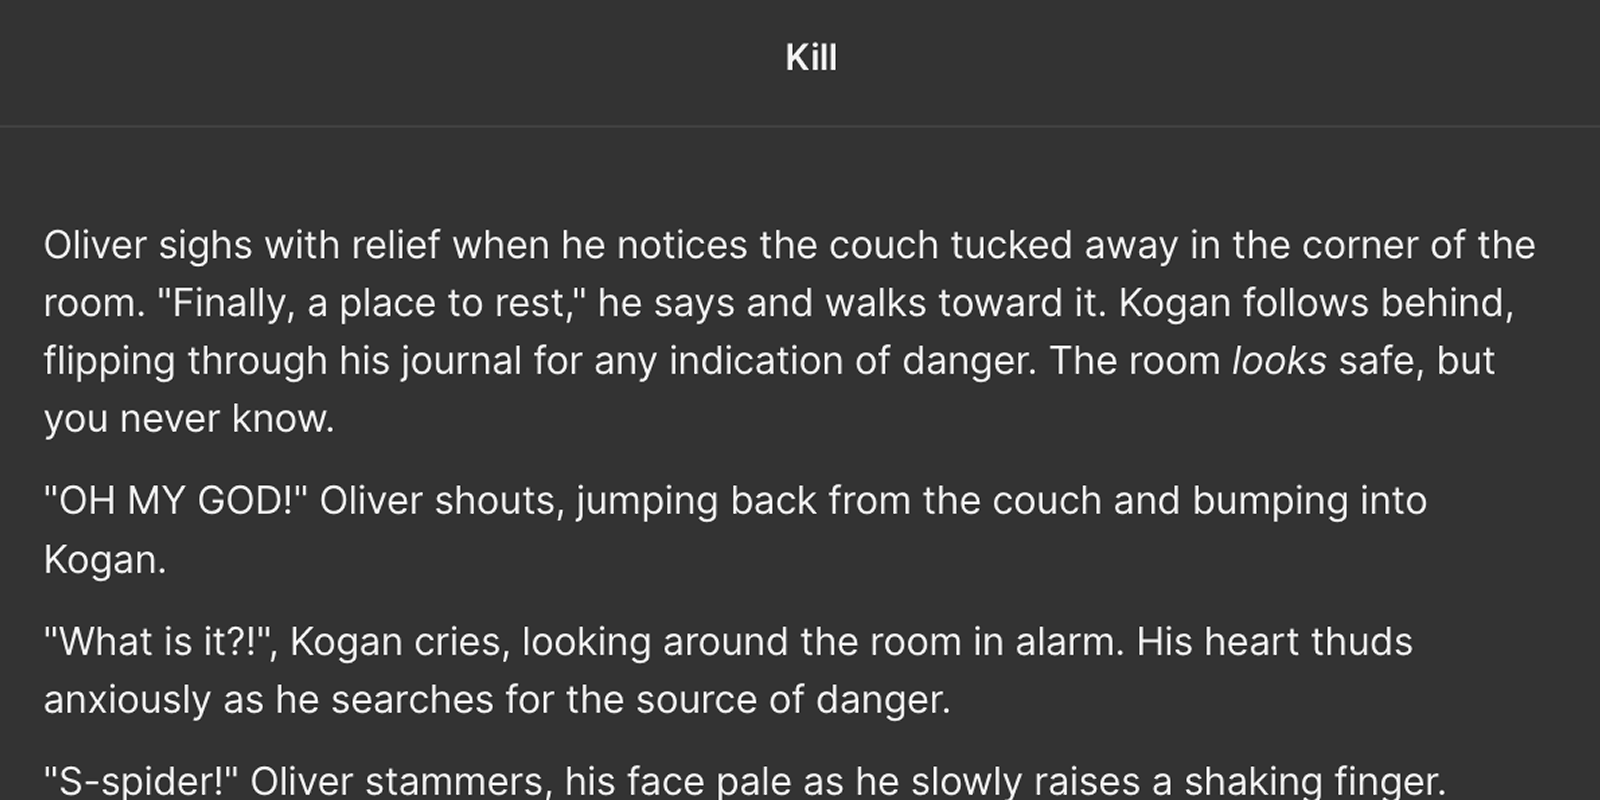 Kill
Oliver sighs with relief when he notices the couch tucked away in the corner of the
room. "Finally, a place to rest," he says and walks toward it. Kogan follows behind,
flipping through his journal for any indication of danger. The room looks safe, but
you never know.
"OH MY GOD!" Oliver shouts, jumping back from the couch and bumping into
Kogan.
"What is it?!", Kogan cries, looking around the room in alarm. His heart thuds
anxiously as he searches for the source of danger.
"S-spider!" Oliver stammers, his face pale as he slowly raises a shaking finger.